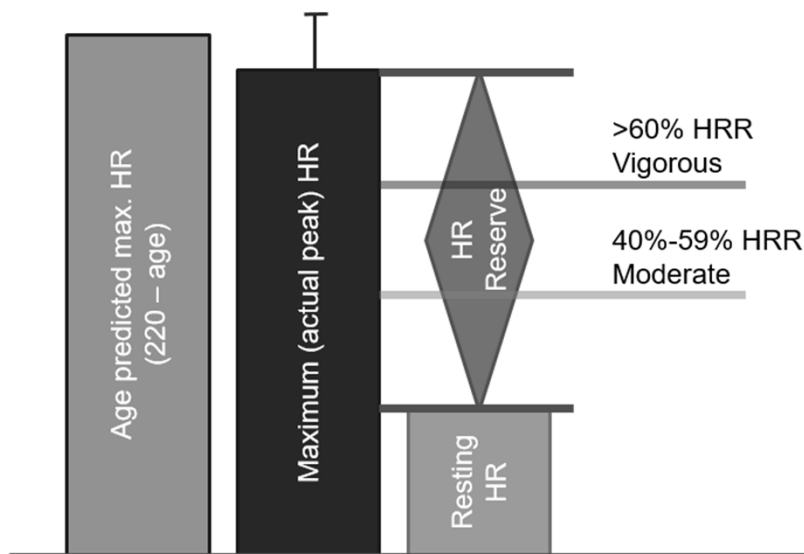 Age predicted max. HR
(220 – age)
Maximum (actual peak) HR
HR
Reserve
Resting
HR
>60% HRR
Vigorous
40%-59% HRR
Moderate